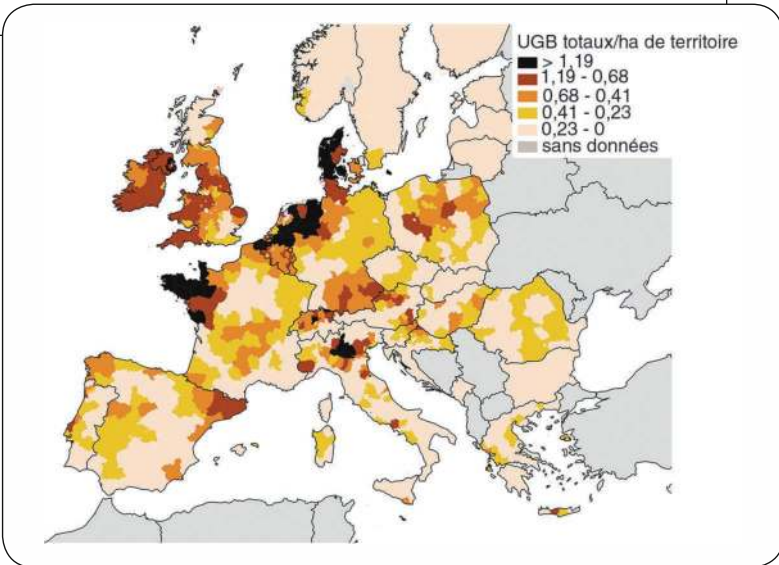 UGB totaux/ha de territoire
> 1,19
1,19 - 0,68
0,68 - 0,41
0,41 - 0,23
0,23 - 0
sans données